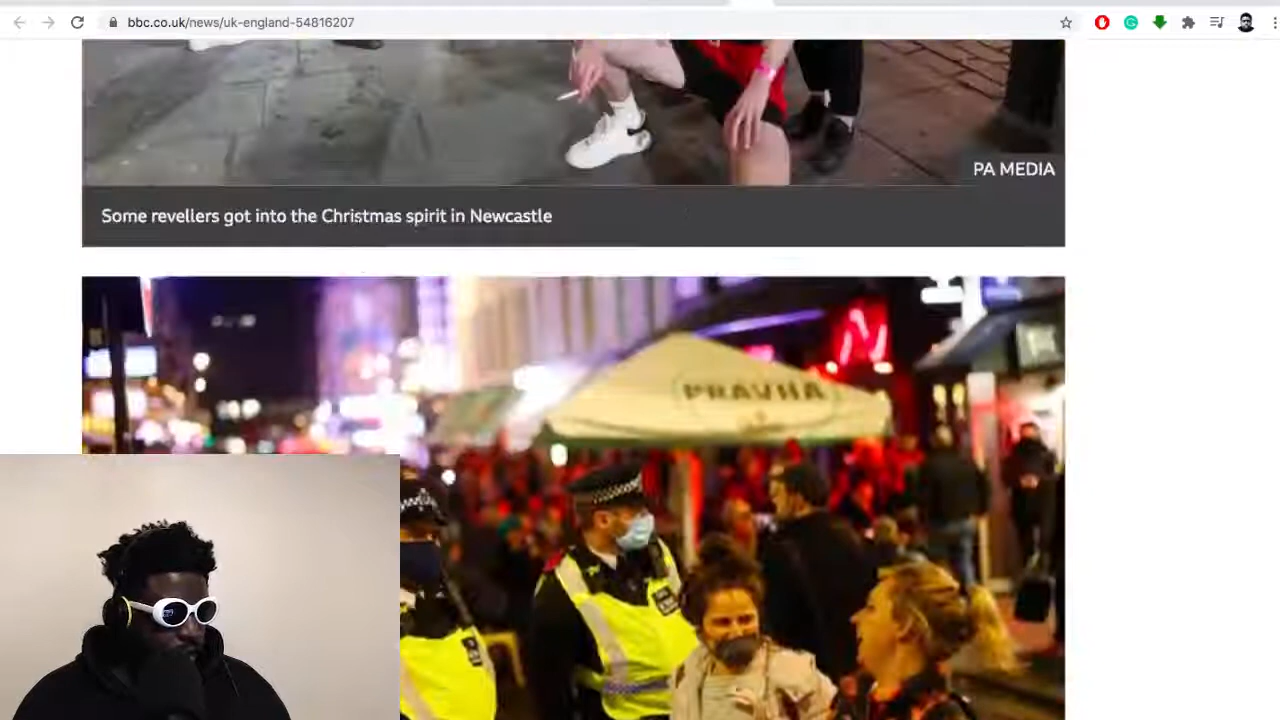 bbc.co.uk/news/uk-england-54816207
PA MEDIA
Some revellers got into the Christmas spirit in Newcastle
PRAVHA